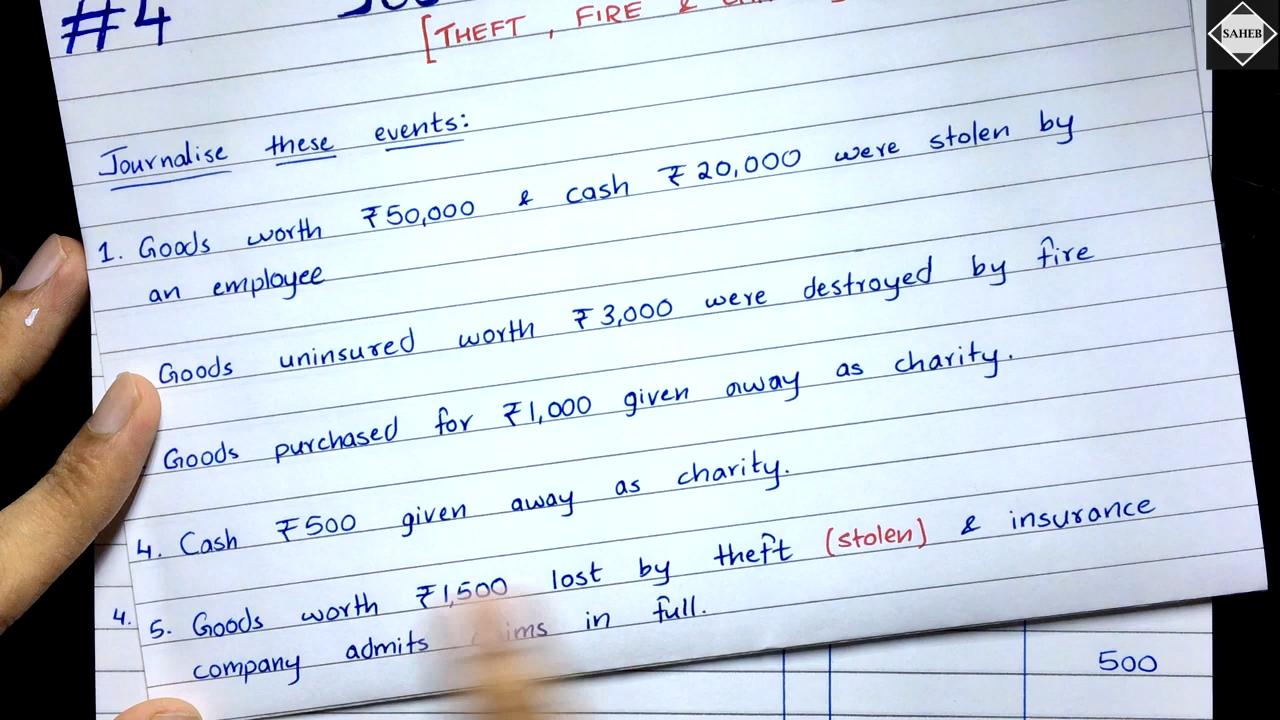 #4
[THEFT, FIRE &
SAHEB
Journalise these events:
1. Goods worth ₹50,000 & cash ₹20,000 were stolen by
an employee
Goods uninsured worth ₹3,000 were destroyed by fire
Goods purchased for ₹1,000 given away as charity.
4. Cash ₹500 given away as charity.
5. Goods worth ₹1,500 lost by theft (stolen) & insurance
company admits in full.
4.
500